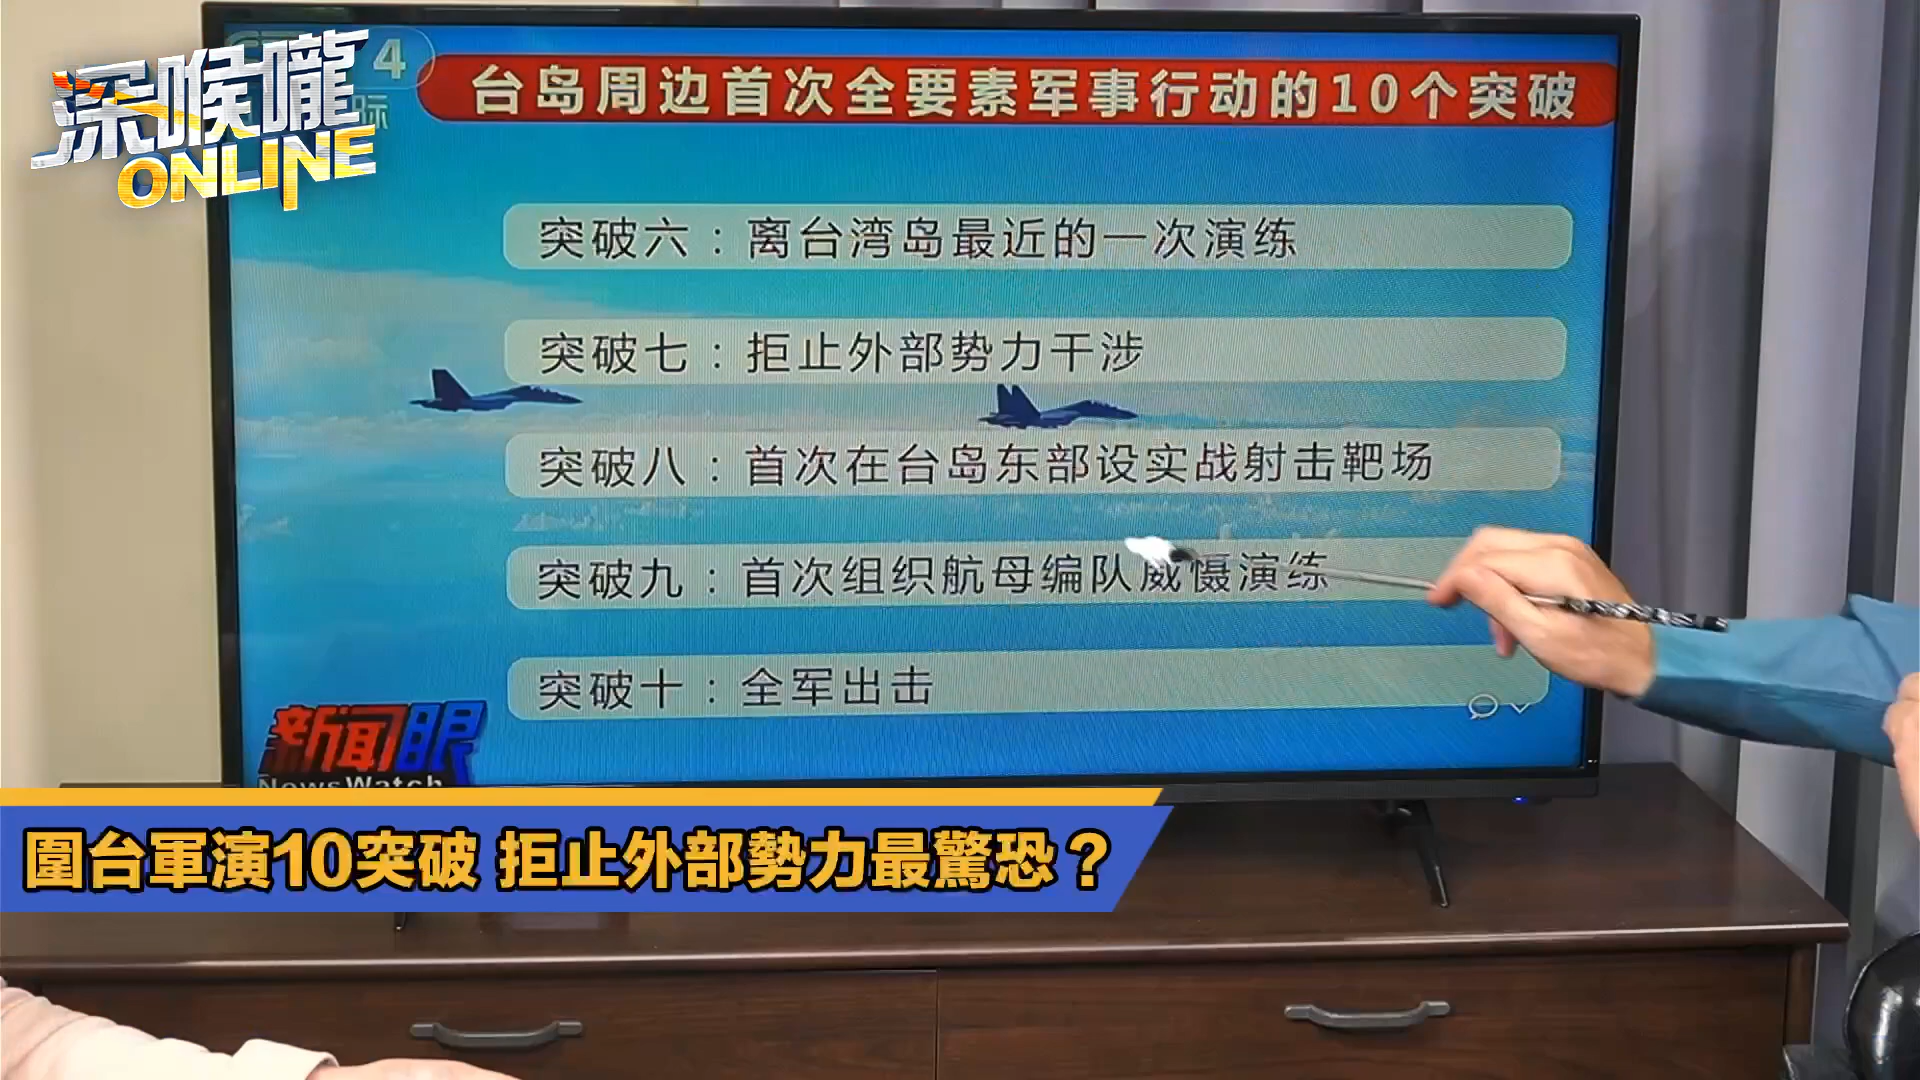 深喉嚨
ONLINE
4
际
台岛周边首次全要素军事行动的10个突破
突破六：离台湾岛最近的一次演练
突破七：拒止外部势力干涉
突破八：首次在台岛东部设实战射击靶场
突破九：首次组织航母编队威慑演练
突破十：全军出击
新闻眼
NewsWatch
圍台軍演10突破 拒止外部勢力最驚恐？